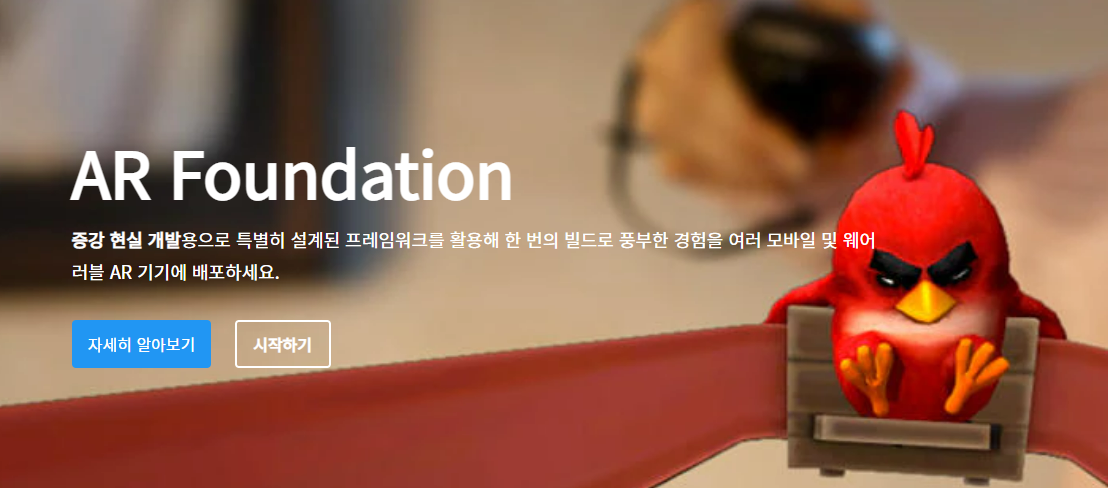 AR Foundation
증강 현실 개발용으로 특별히 설계된 프레임워크를 활용해 한 번의 빌드로 풍부한 경험을 여러 모바일 및 웨어
러블 AR 기기에 배포하세요.
자세히 알아보기 시작하기